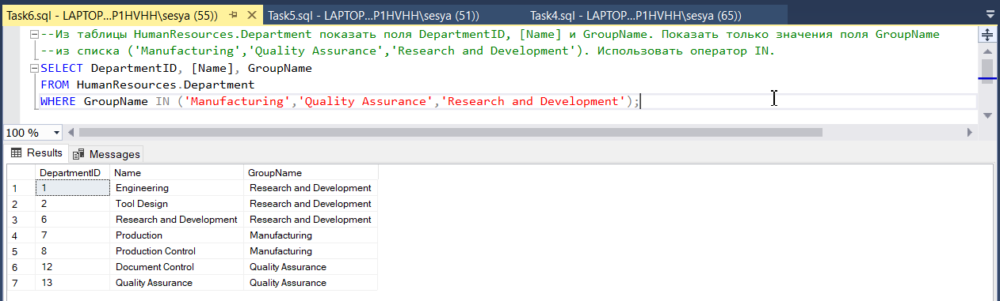 Task6.sql - LAPTOP...P1HVHH\sesya (55)) Task5.sql - LAPTOP...P1HVHH\sesya (51)) Task4.sql - LAPTOP...P1HVHH\sesya (65))
--Из таблицы HumanResources.Department показать поля DepartmentID, [Name] и GroupName. Показать только значения поля GroupName
--из списка ('Manufacturing','Quality Assurance','Research and Development'). Использовать оператор IN.
SELECT DepartmentID, [Name], GroupName
FROM HumanResources.Department
WHERE GroupName IN ('Manufacturing','Quality Assurance','Research and Development');
100 %
Results Messages
DepartmentID Name GroupName
1 1 Engineering Research and Development
2 2 Tool Design Research and Development
3 6 Research and Development Research and Development
4 7 Production Manufacturing
5 8 Production Control Manufacturing
6 12 Document Control Quality Assurance
7 13 Quality Assurance Quality Assurance